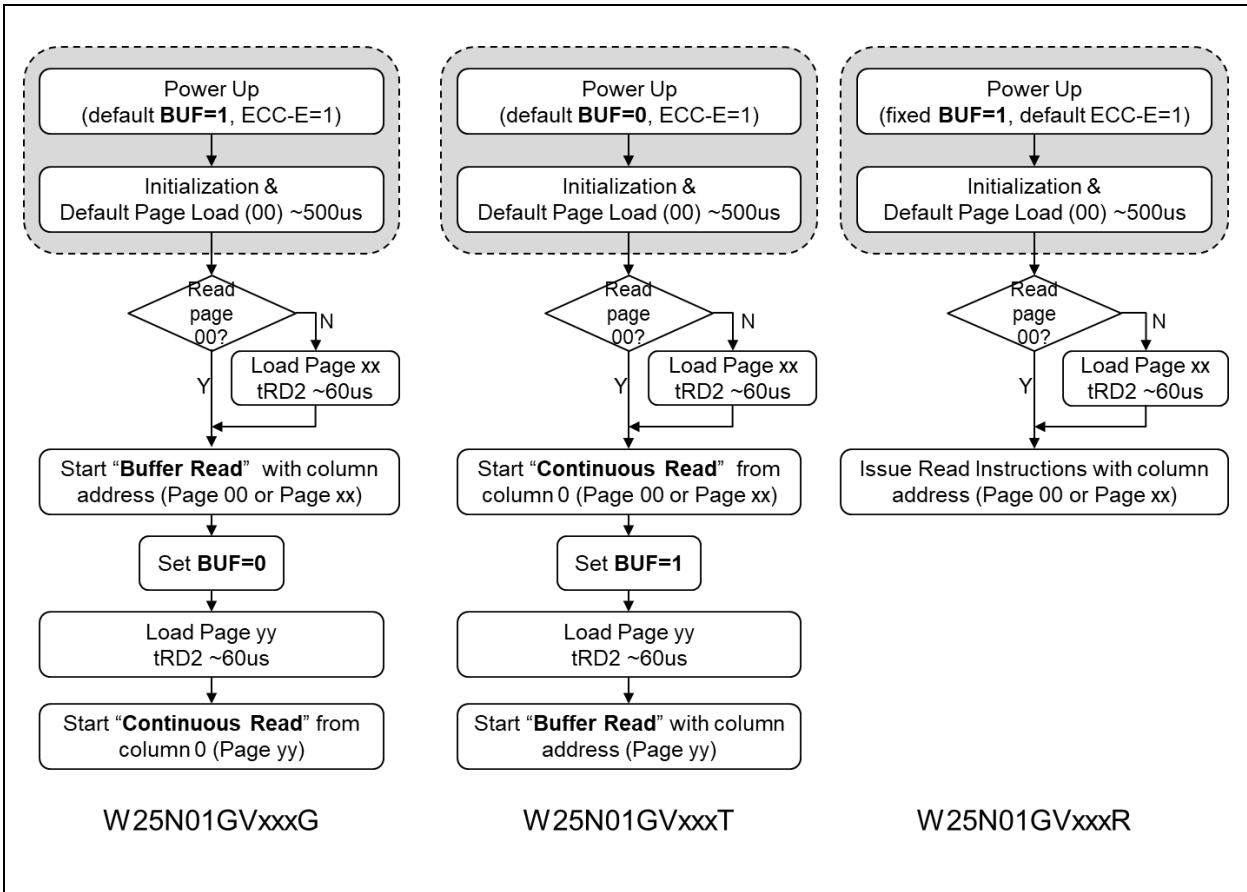 Power Up
(default BUF=1, ECC-E=1)
Initialization &
Default Page Load (00) ~500us
Read
page
00?
N
Y
Load Page xx
tRD2 ~60us
Start “Buffer Read” with column
address (Page 00 or Page xx)
Set BUF=0
Load Page yy
tRD2 ~60us
Start “Continuous Read” from
column 0 (Page yy)
W25N01GVxxxG
Power Up
(default BUF=0, ECC-E=1)
Initialization &
Default Page Load (00) ~500us
Read
page
00?
N
Y
Load Page xx
tRD2 ~60us
Start “Continuous Read” from
column 0 (Page 00 or Page xx)
Set BUF=1
Load Page yy
tRD2 ~60us
Start “Buffer Read” with column
address (Page yy)
W25N01GVxxxT
Power Up
(fixed BUF=1, default ECC-E=1)
Initialization &
Default Page Load (00) ~500us
Read
page
00?
N
Y
Load Page xx
tRD2 ~60us
Issue Read Instructions with column
address (Page 00 or Page xx)
W25N01GVxxxR